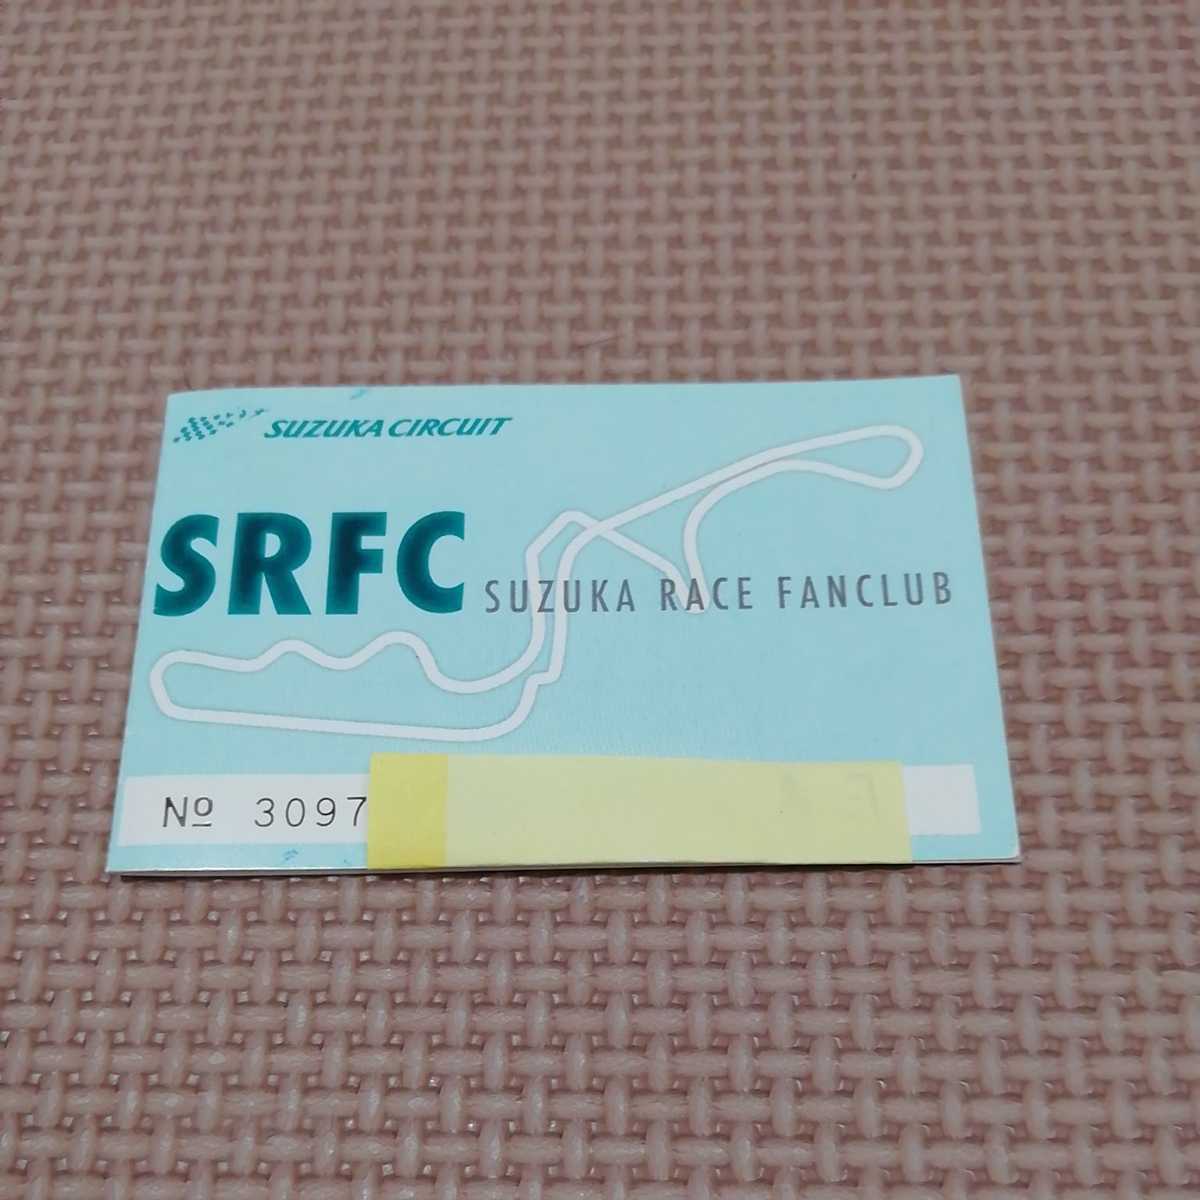 SUZUKA CIRCUIT
SRFC SUZUKA RACE FANCLUB
Nº 3097